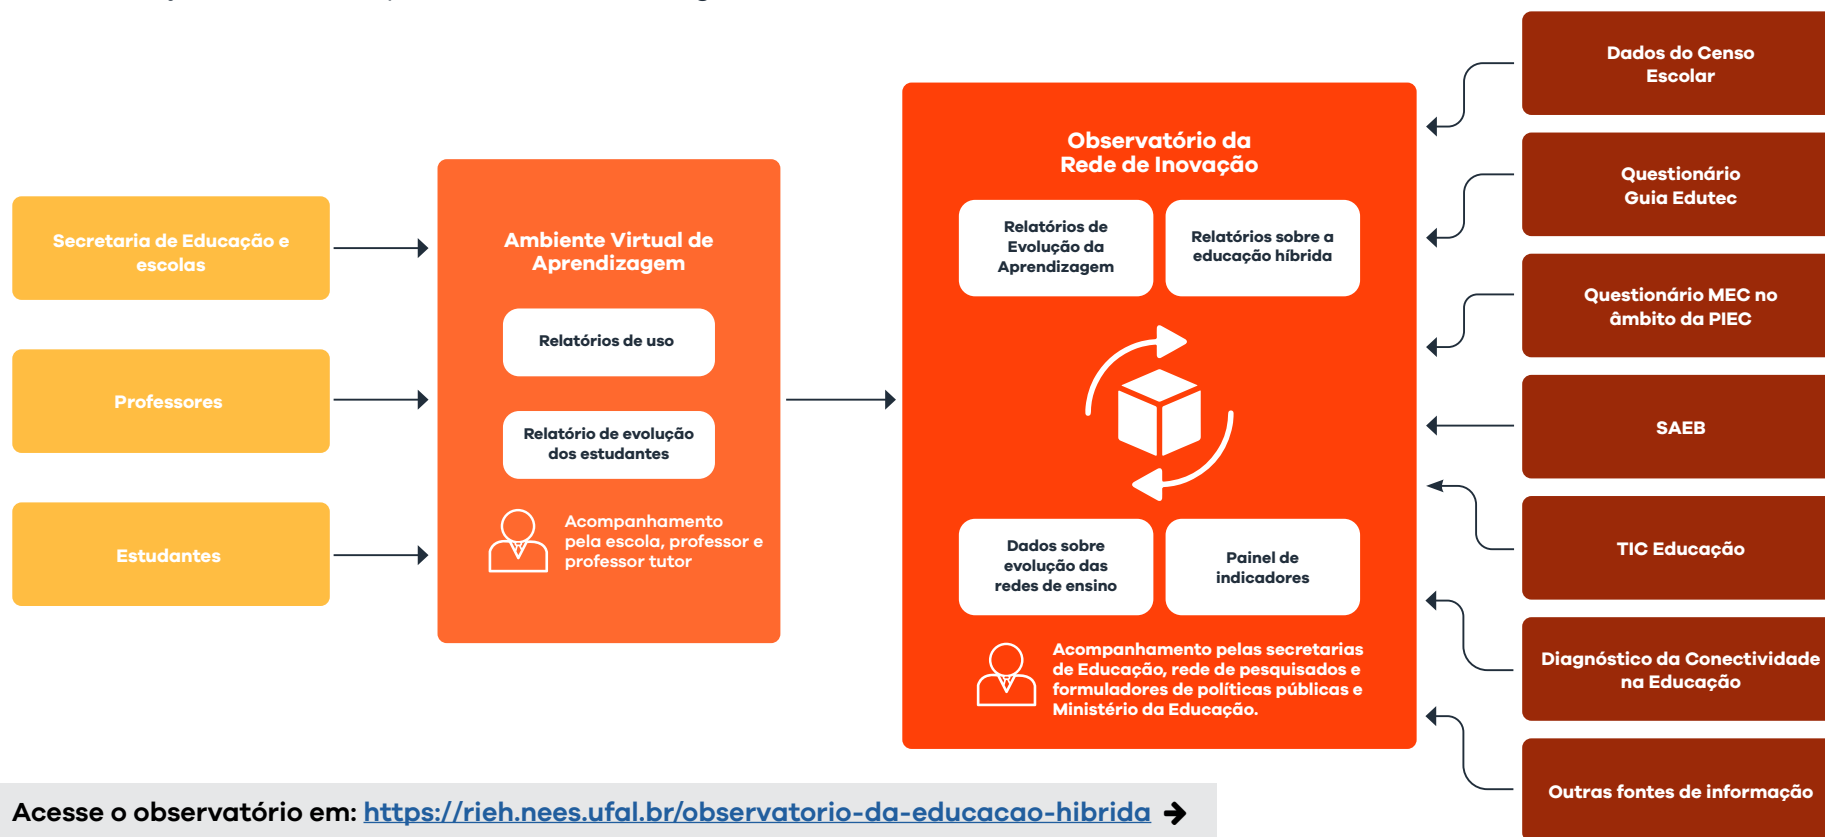 Secretaria de Educação e
escolas
Professores
Estudantes
Ambiente Virtual de
Aprendizagem
Relatórios de uso
Relatório de evolução
dos estudantes
Acompanhamento
pela escola, professor e
professor tutor
Observatório da
Rede de Inovação
Relatórios de
Evolução da
Aprendizagem
Relatórios sobre a
educação híbrida
Dados sobre
evolução das
redes de ensino
Painel de
indicadores
Acompanhamento pelas secretarias
de Educação, rede de pesquisados e
formuladores de políticas públicas e
Ministério da Educação.
Dados do Censo
Escolar
Questionário
Guia Edutec
Questionário MEC no
âmbito da PIEC
SAEB
TIC Educação
Diagnóstico da Conectividade
na Educação
Outras fontes de informação
Acesse o observatório em: https://rieh.nees.ufal.br/observatorio-da-educacao-hibrida